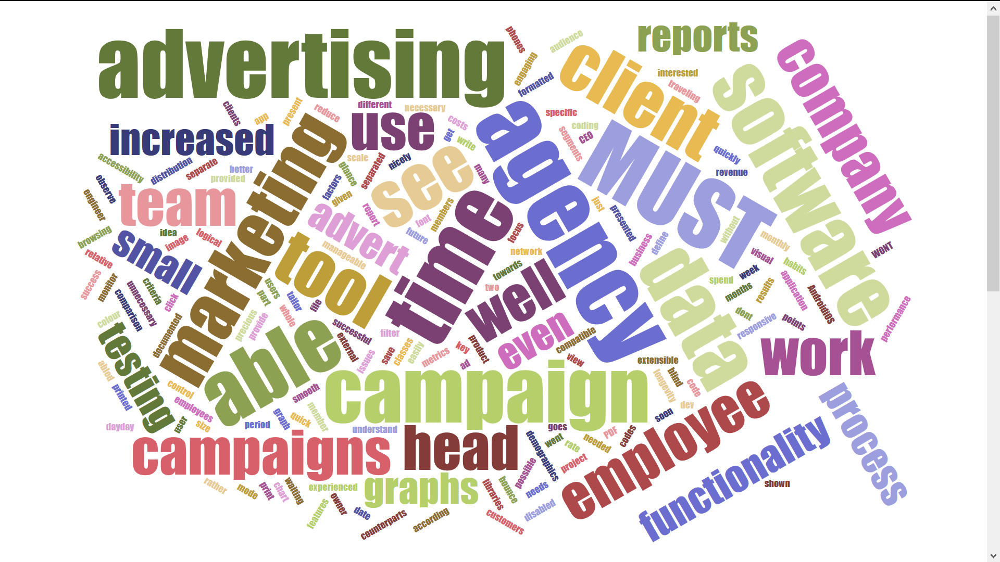 advertising
phones
audience
reports
client
company
engaging
formatted
interested
traveling
software
clients
app
present
reduce
different
necessary
use
costs
agency
specific
coding
CEO
segments
increased
marketing
get
write
see
MUST
quickly
revenue
accessibility
distribution
separate
better
provided
scale
separated
nicely
glance
factors
given
many
observe
engineer
team
advert
report
font
members
future
time
just
presented
without
monthly
browsing
idea
image
logical
small
tool
manageable
focus
network
towards
two
business
define
data
visual
WONT
habits
relative
success
monitor
comparison
unnecessary
criteria
click
users
part
tailor
file
whole
well
spend
week
months
results
application
Androidios
performance
colour
testing
documented
precious
provide
able
successful
external
filter
issues
save
classes
easily
metrics
key
product
ad
even
compatible
view
dont
responsive
points
work
extensible
abled
printed
control
employees
smooth
campaign
longevity
blind
code
dev
process
dayday
user
size
period
graph
quick
member
understand
goes
soon
employee
campaigns
head
demographics
went
rate
needed
PDF
codes
functionality
project
possible
rather
mode
print
chart
waiting
experienced
graphs
libraries
bounce
needs
shown
features
owner
date
counterparts
according
customers
disabled